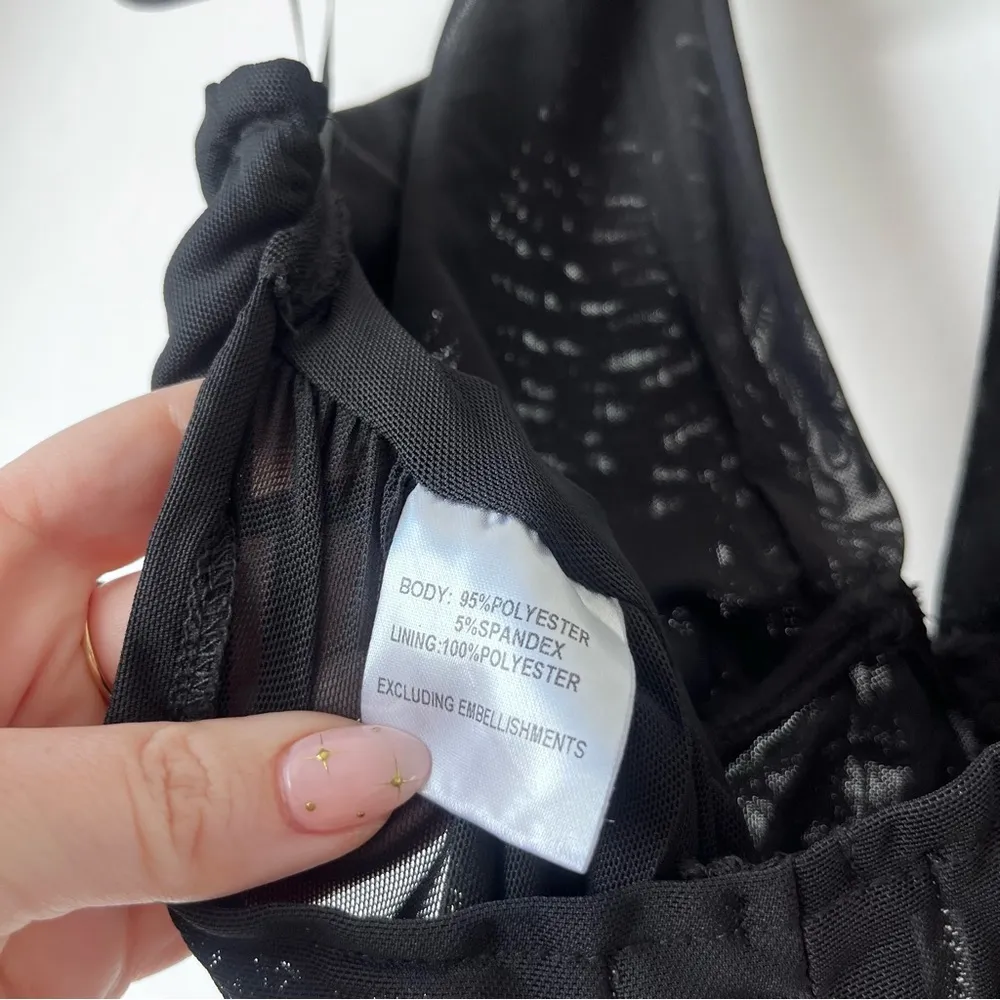 BODY: 95%POLYESTER
5%SPANDEX
LINING:100%POLYESTER
EXCLUDING EMBELLISHMENTS